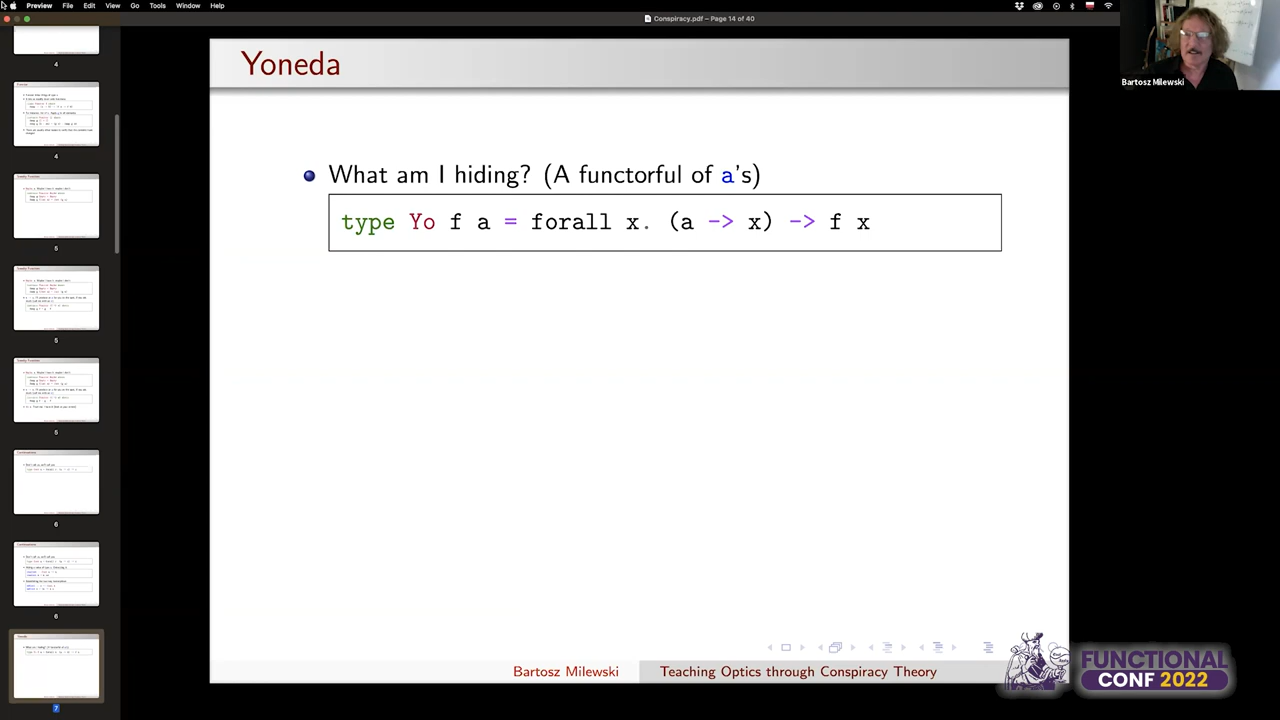 Preview File Edit View Go Tools Window Help
Conspiracy.pdf – Page 14 of 40
Bartosz Milewski
4
4
5
5
5
6
6
7
Yoneda
What am I hiding? (A functorful of a's)
type Yo f a = forall x. (a -> x) -> f x
Bartosz Milewski
Teaching Optics through Conspiracy Theory
FUNCTIONAL
CONF 2022